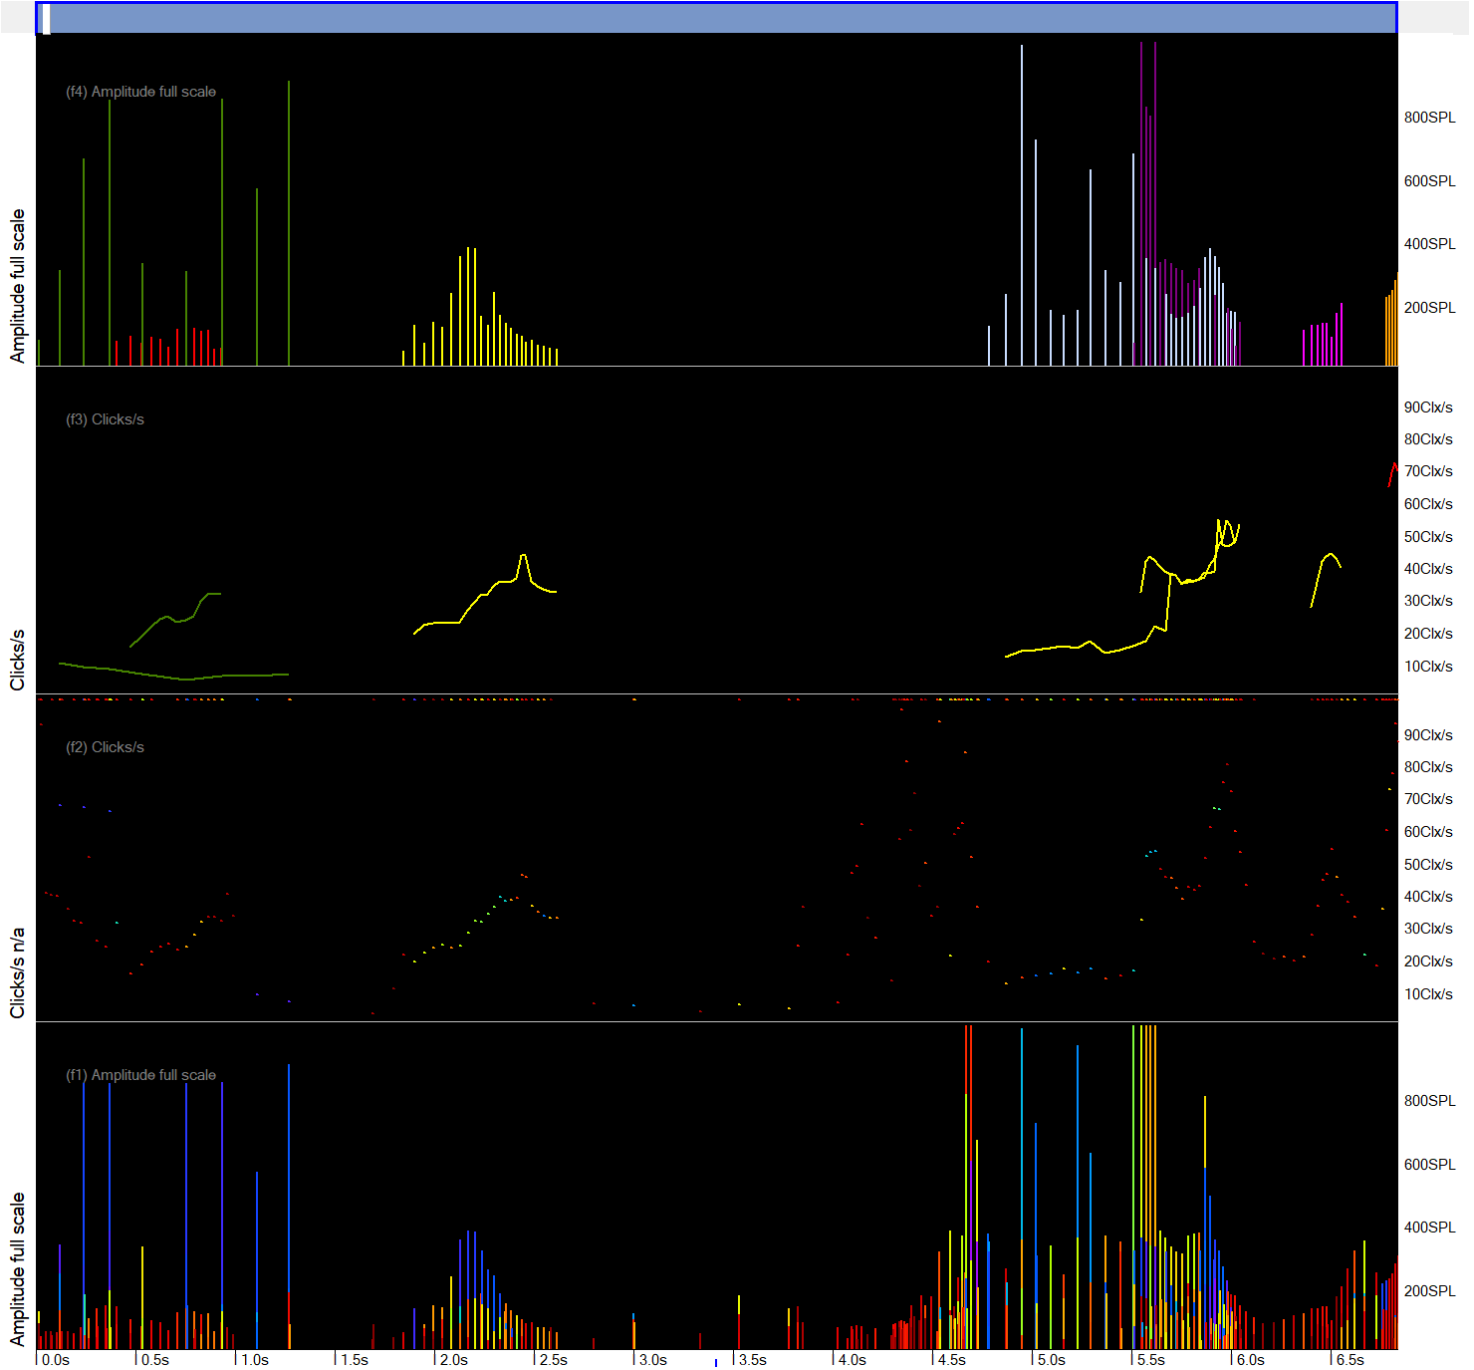 (f4) Amplitude full scale
Amplitude full scale
800SPL
600SPL
400SPL
200SPL
(f3) Clicks/s
Clicks/s
90Clx/s
80Clx/s
70Clx/s
60Clx/s
50Clx/s
40Clx/s
30Clx/s
20Clx/s
10Clx/s
(f2) Clicks/s
Clicks/s n/a
90Clx/s
80Clx/s
70Clx/s
60Clx/s
50Clx/s
40Clx/s
30Clx/s
20Clx/s
10Clx/s
(f1) Amplitude full scale
Amplitude full scale
800SPL
600SPL
400SPL
200SPL
0.0s 0.5s 1.0s 1.5s 2.0s 2.5s 3.0s 3.5s 4.0s 4.5s 5.0s 5.5s 6.0s 6.5s